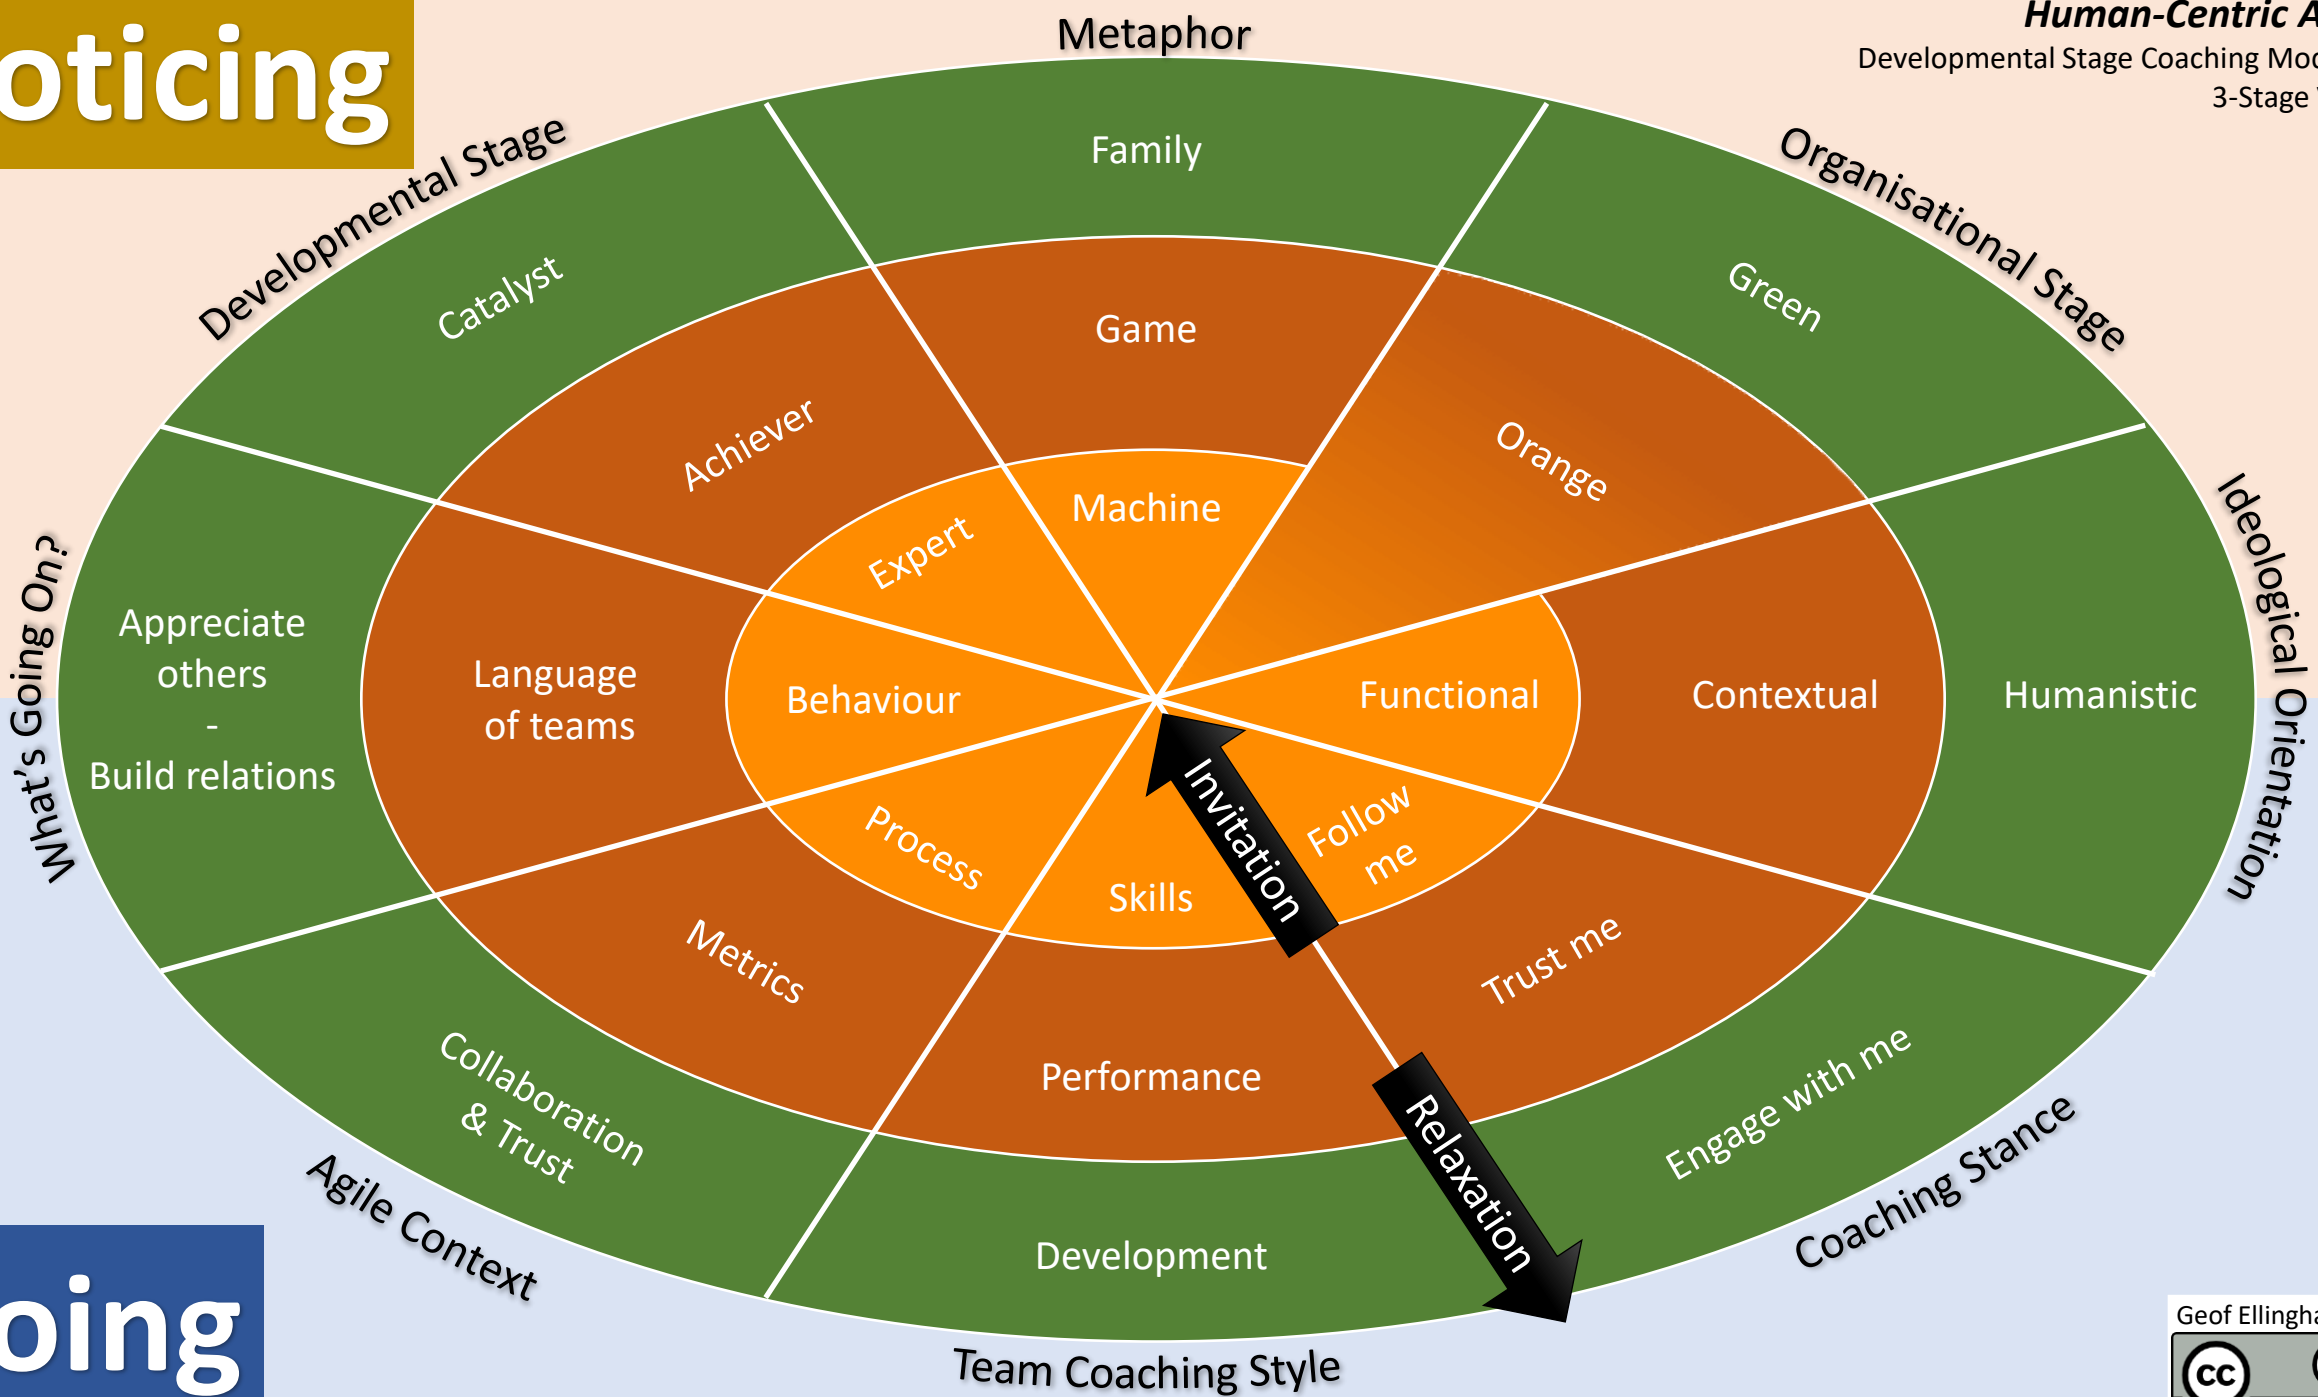 oticing
Human-Centric A
Developmental Stage Coaching Mod
3-Stage
Metaphor
Developmental Stage
Organisational Stage
Family
Catalyst
Green
Game
Achiever
Orange
Machine
Expert
What's Going On?
Ideological Orientation
Appreciate
others
-
Build relations
Language
of teams
Behaviour
Functional
Contextual
Humanistic
Invitation
Process
Skills
Follow
me
Metrics
Trust me
Performance
Collaboration
& Trust
Relaxation
Engage with me
Development
Agile Context
Coaching Stance
Team Coaching Style
oing
Geof Ellingha
cc